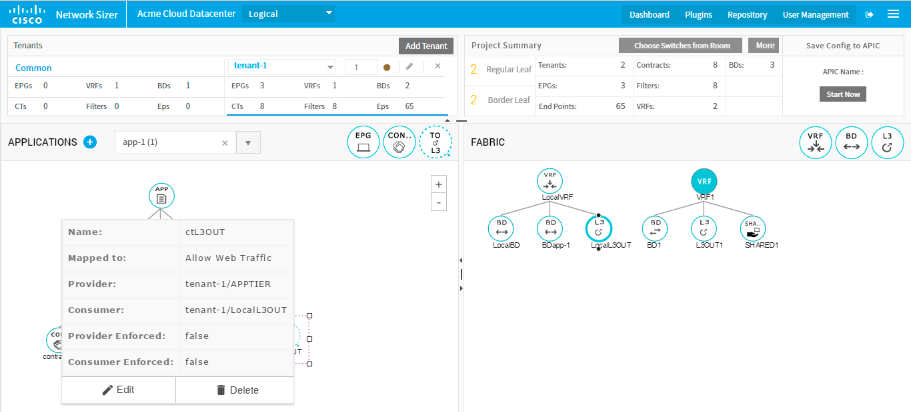 CISCO Network Sizer Acme Cloud Datacenter Logical Dashboard Plugins Repository User Management
Tenants Add Tenant
Common
EPGs 0 VRFs 1 BDs 1
CTs 0 Filters 0 Eps 0
tenant-1 1
EPGs 3 VRFs 1 BDs 2
CTs 8 Filters 8 Eps 65
Project Summary Choose Switches from Room More
2 Regular Leaf
2 Border Leaf
Tenants: 2 Contracts: 8 BDs: 3
EPGs: 3 Filters: 8
End Points: 65 VRFs: 2
Save Config to APIC
APIC Name :
Start Now
APPLICATIONS app-1 (1) ×
EPG
CON..
TO
L3
+
-
APP
Name: ctL3OUT
Mapped to: Allow Web Traffic
Provider: tenant-1/APPTIER
Consumer: tenant-1/LocalL3OUT
Provider Enforced: false
Consumer Enforced: false
Edit Delete
CO
contra
UT
FABRIC
VRF
BD
L3
VRF
LocalVRF
BD
LocalBD
BD
BDapp-1
L3
LocalL3OUT
VRF
VRF1
BD
BD1
L3
L3OUT1
SHA..
SHARED1